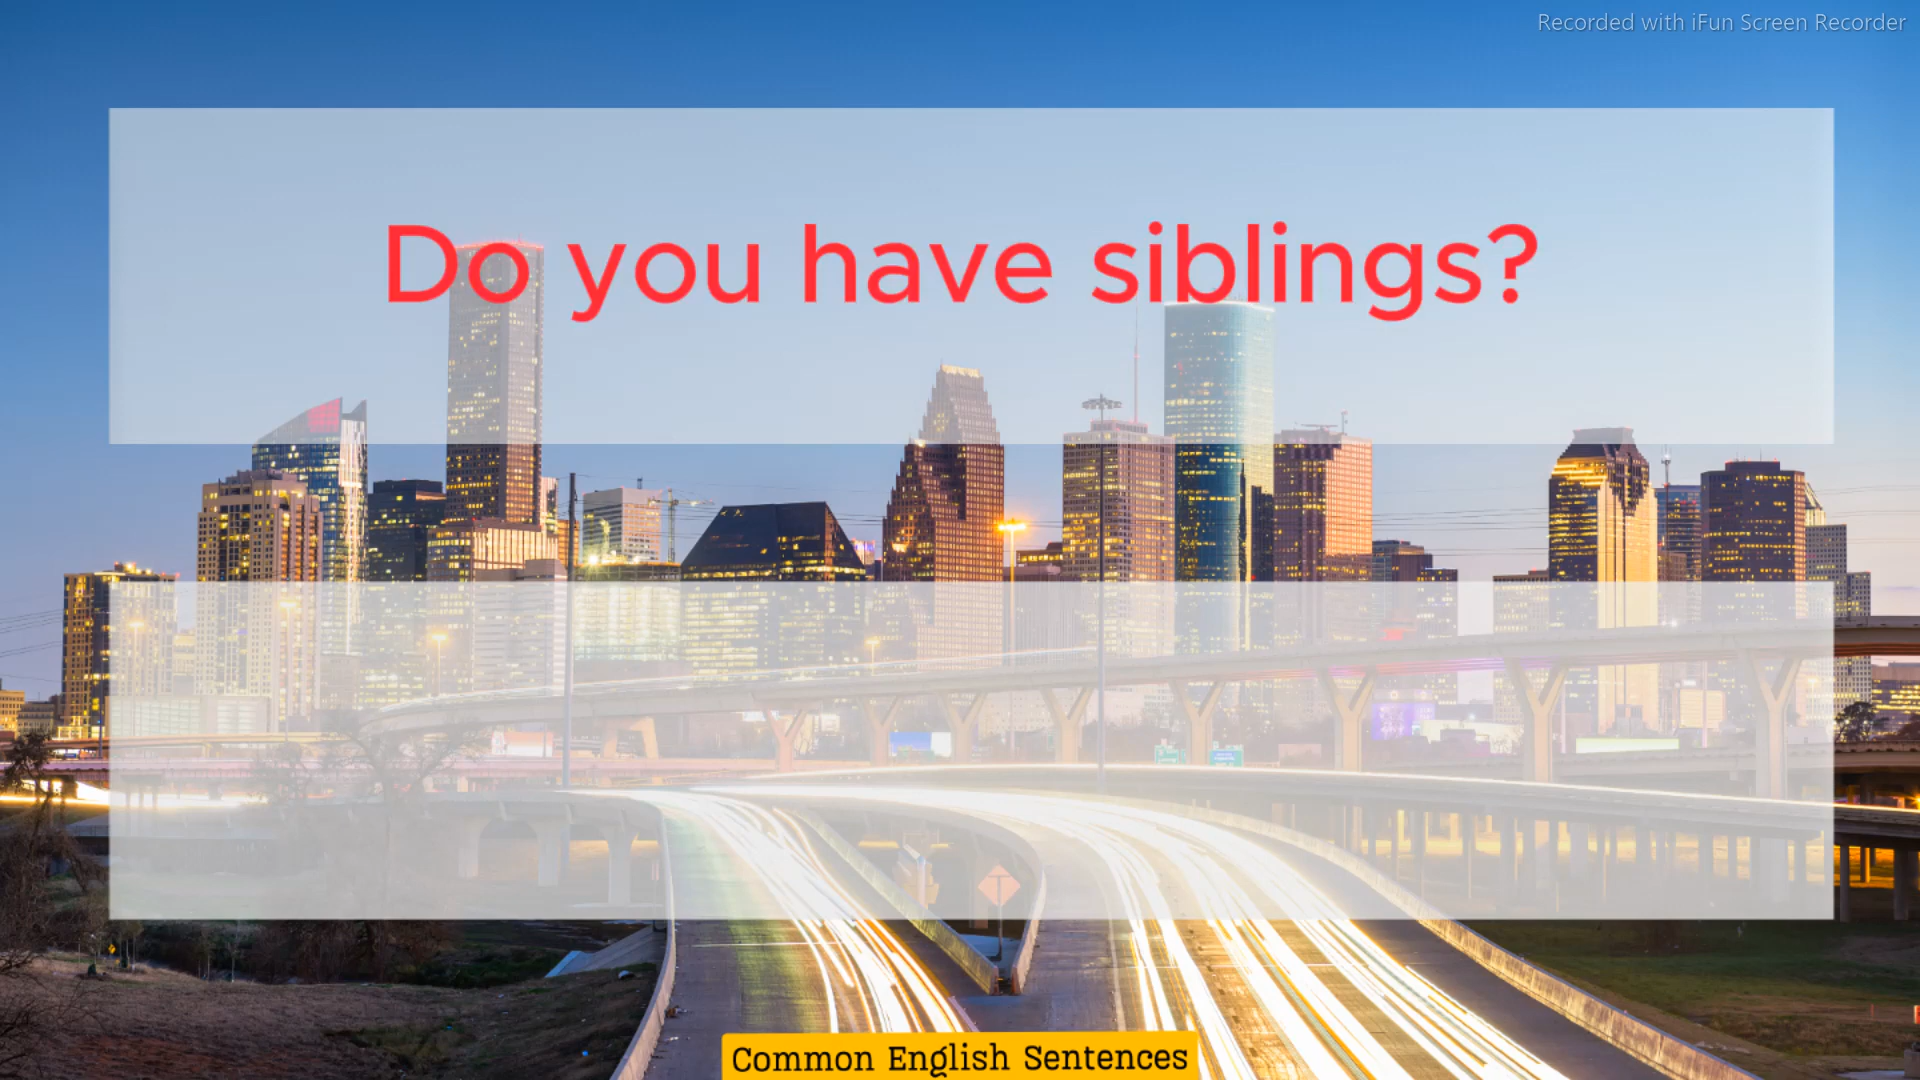 Recorded with iFun Screen Recorder
Do you have siblings?
Common English Sentences